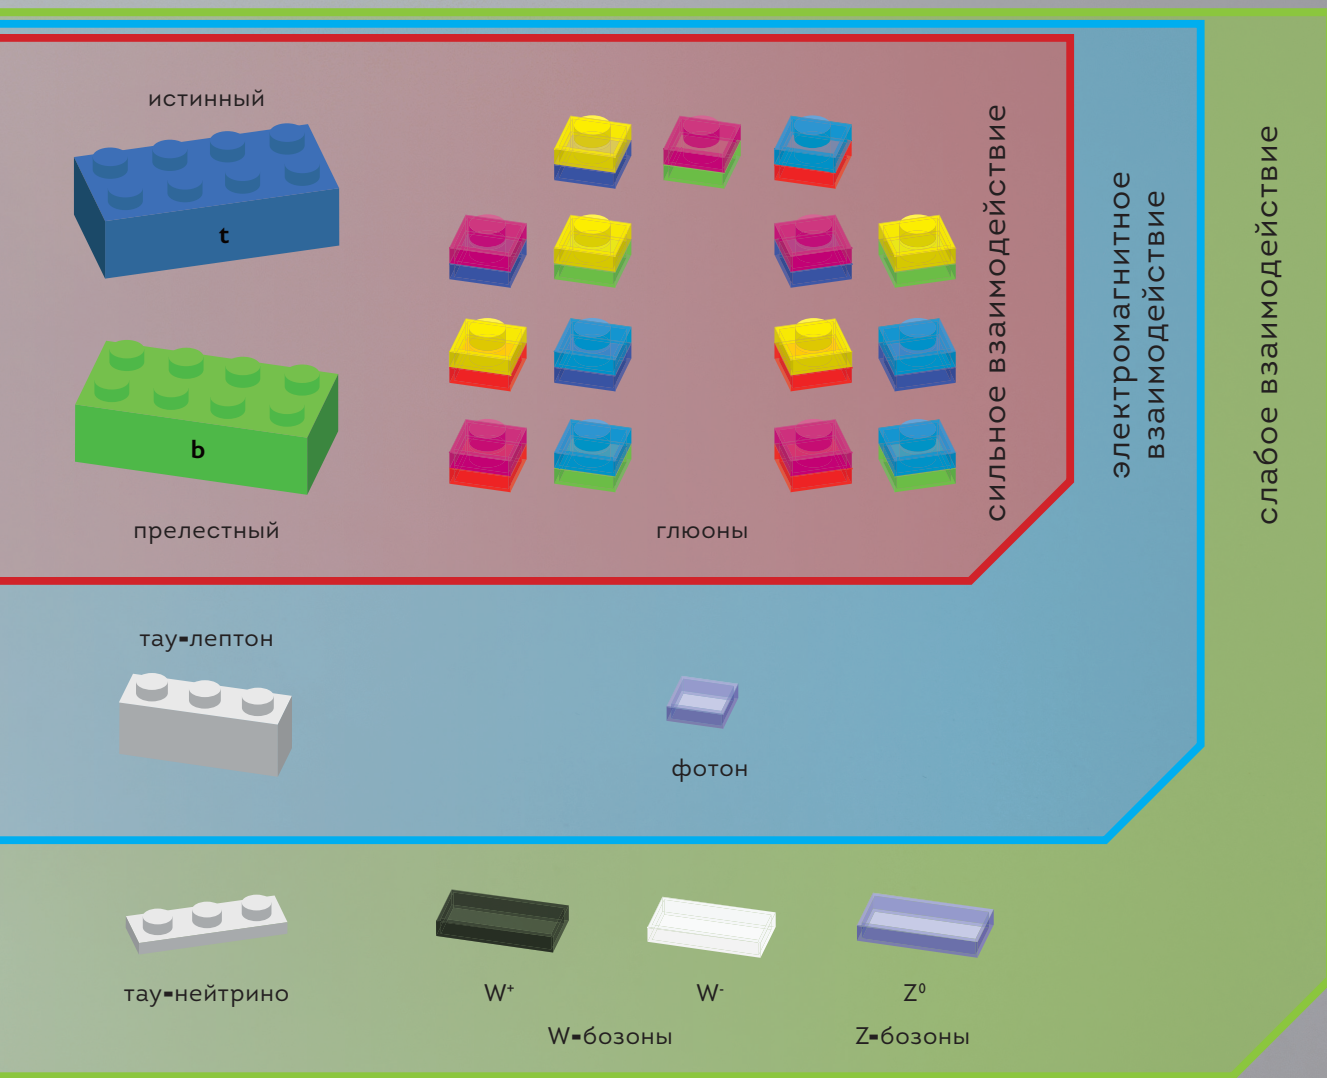 истинный
t
b
прелестный
глюоны
сильное взаимодействие
электромагнитное
взаимодействие
слабое взаимодействие
тау-лептон
фотон
тау-нейтрино
W⁺
W⁻
Z⁰
W-бозоны
Z-бозоны